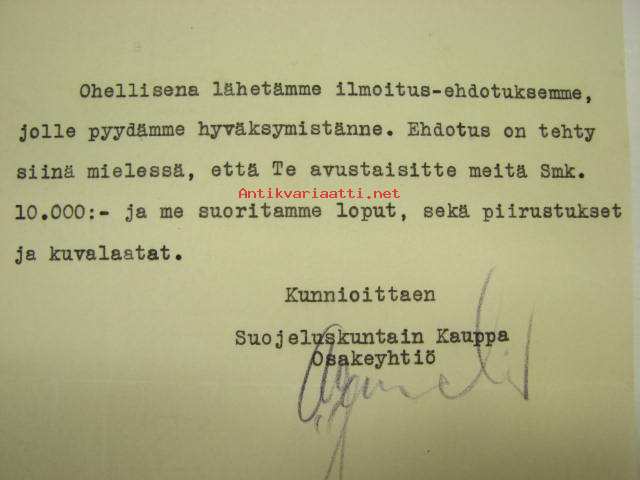 Ohellisena lähetämme ilmoitus-ehdotuksemme,
jolle pyydämme hyväksymistänne. Ehdotus on tehty
siinä mielessä, että Te avustaisitte meitä Smk.
Antikvariaatti.net
10.000:- ja me suoritamme loput, sekä piirustukset
ja kuvalaatat.
Kunnioittaen
Suojeluskuntain Kauppa
Osakeyhtiö